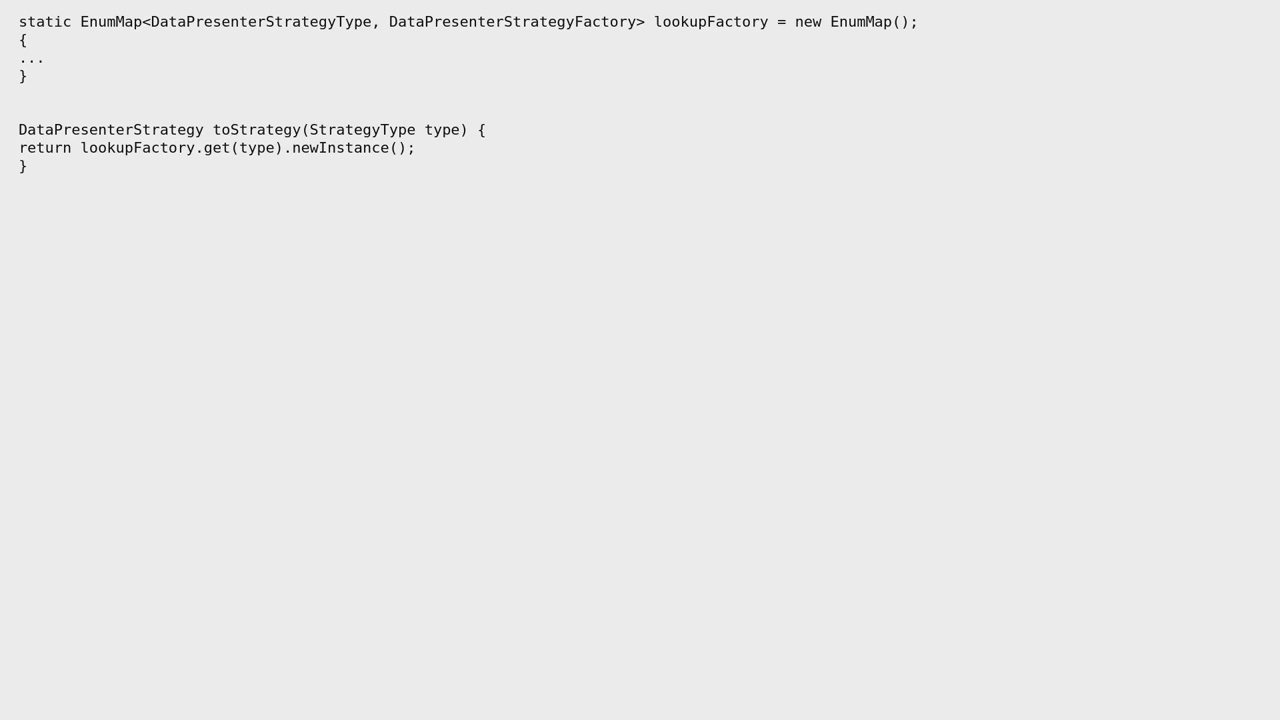 static EnumMap<DataPresenterStrategyType, DataPresenterStrategyFactory> lookupFactory = new EnumMap();
{
...
}
DataPresenterStrategy toStrategy(StrategyType type) {
return lookupFactory.get(type).newInstance();
}